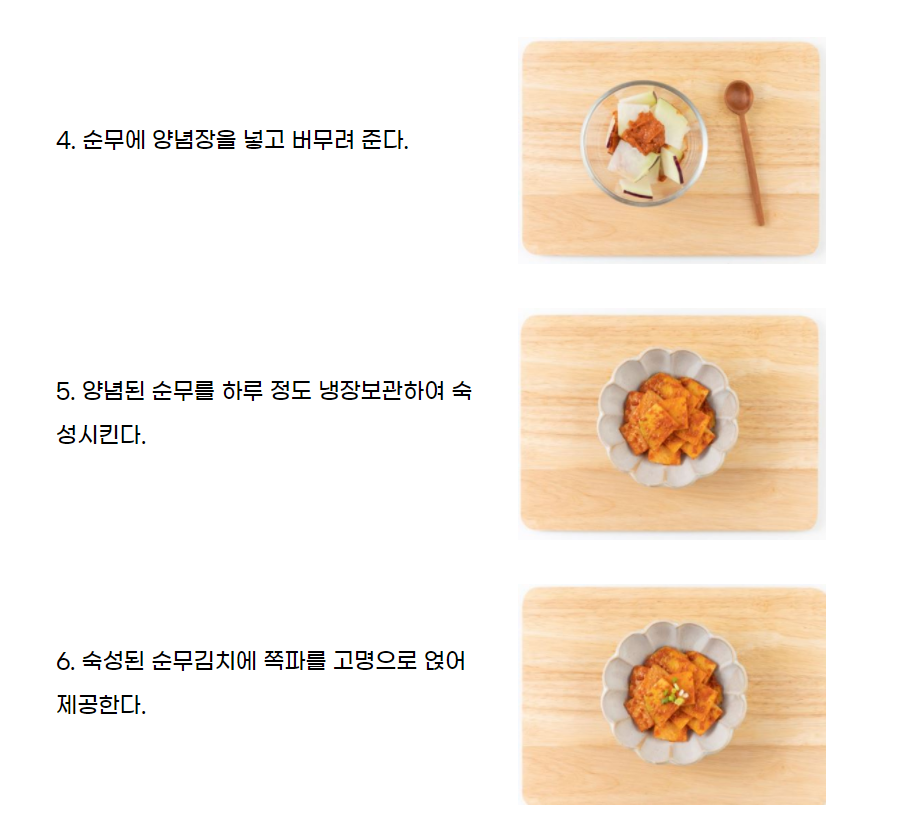 4. 순무에 양념장을 넣고 버무려 준다.
5. 양념된 순무를 하루 정도 냉장보관하여 숙
성시킨다.
6. 숙성된 순무김치에 쪽파를 고명으로 얹어
제공한다.